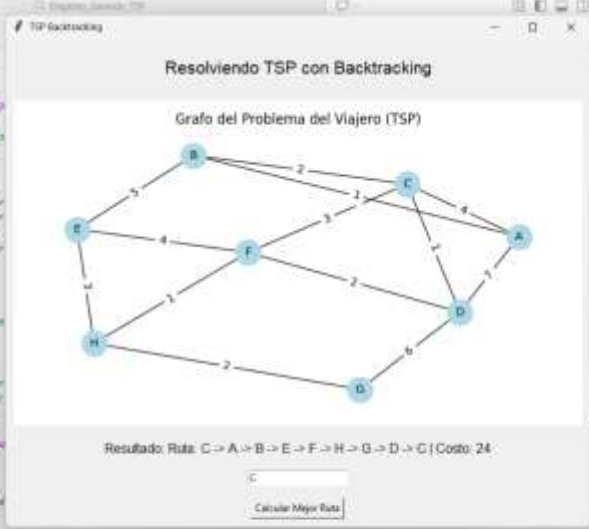 TSP Backtracking
Resolviendo TSP con Backtracking
Grafo del Problema del Viajero (TSP)
B
2
C
5
1
4
3
E
A
4
F
1
7
2
3
1
D
H
2
6
G
Resultado: Ruta: C -> A -> B -> E -> F -> H -> G -> D -> C | Costo: 24
C
Calcular Mejor Ruta